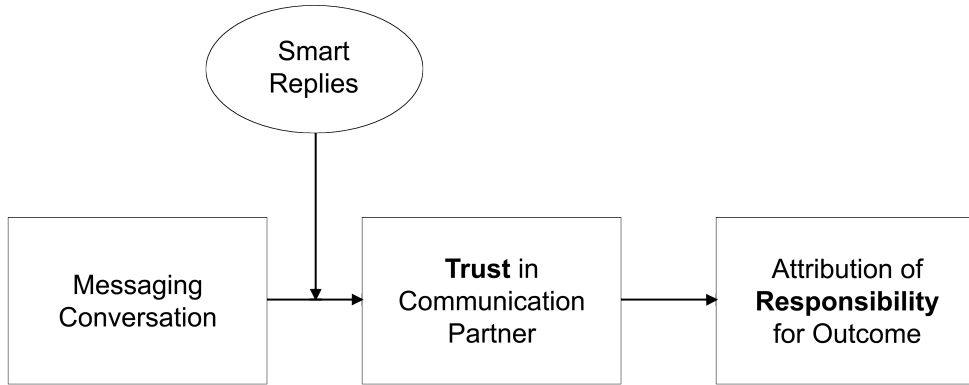 Smart
Replies
Messaging
Conversation
Trust in
Communication
Partner
Attribution of
Responsibility
for Outcome